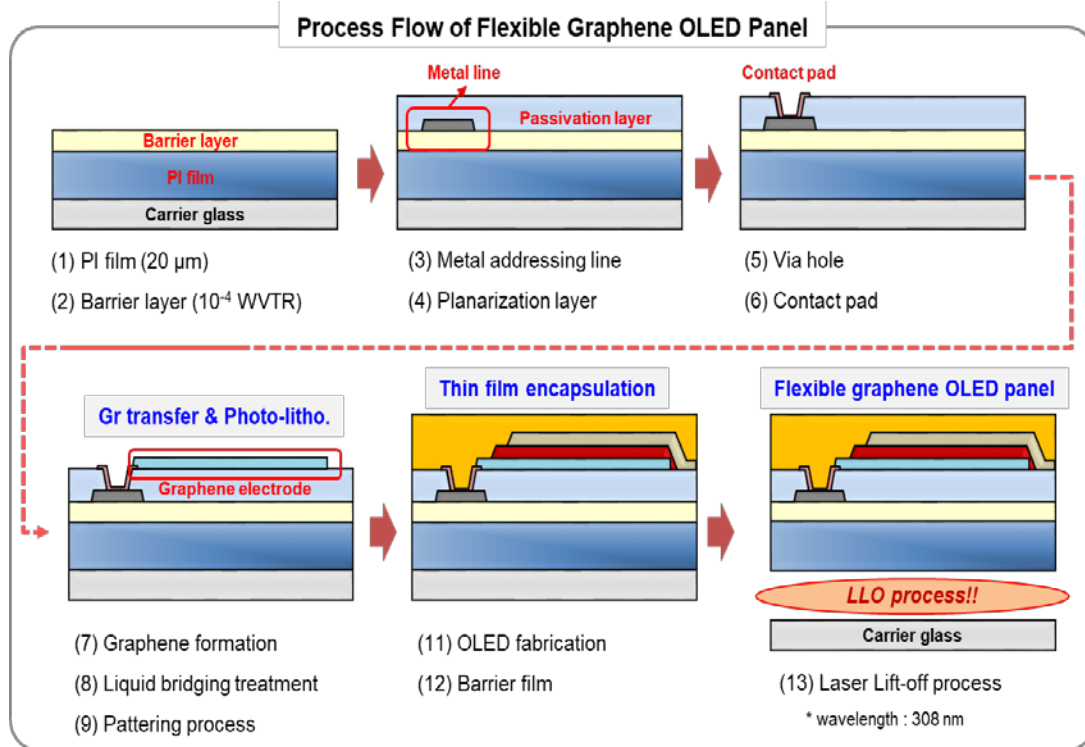 Process Flow of Flexible Graphene OLED Panel
Metal line
Passivation layer
Contact pad
Barrier layer
PI film
Carrier glass
(1) PI film (20 μm)
(2) Barrier layer (10⁻⁴ WVTR)
(3) Metal addressing line
(4) Planarization layer
(5) Via hole
(6) Contact pad
Gr transfer & Photo-litho.
Graphene electrode
(7) Graphene formation
(8) Liquid bridging treatment
(9) Pattering process
Thin film encapsulation
(11) OLED fabrication
(12) Barrier film
Flexible graphene OLED panel
LLO process!!
Carrier glass
(13) Laser Lift-off process
* wavelength : 308 nm